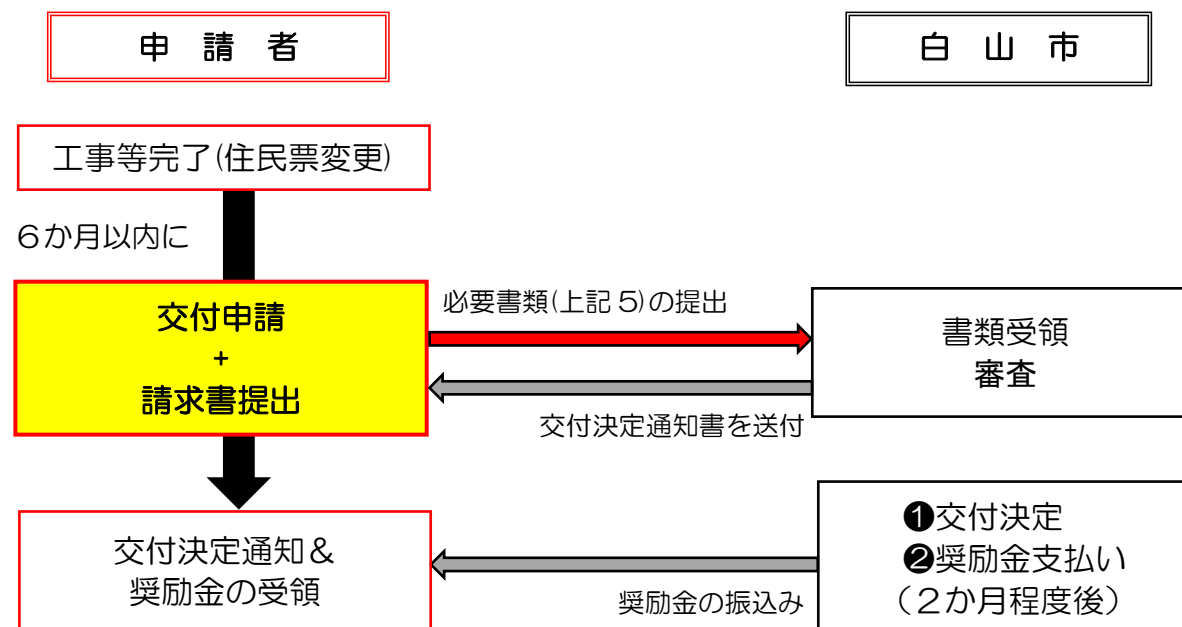 申 請 者
白 山 市
工事等完了(住民票変更)
６か月以内に
交付申請
+
請求書提出
必要書類(上記５)の提出
書類受領
審査
交付決定通知書を送付
交付決定通知＆
奨励金の受領
❶交付決定
❷奨励金支払い
（２か月程度後）
奨励金の振込み